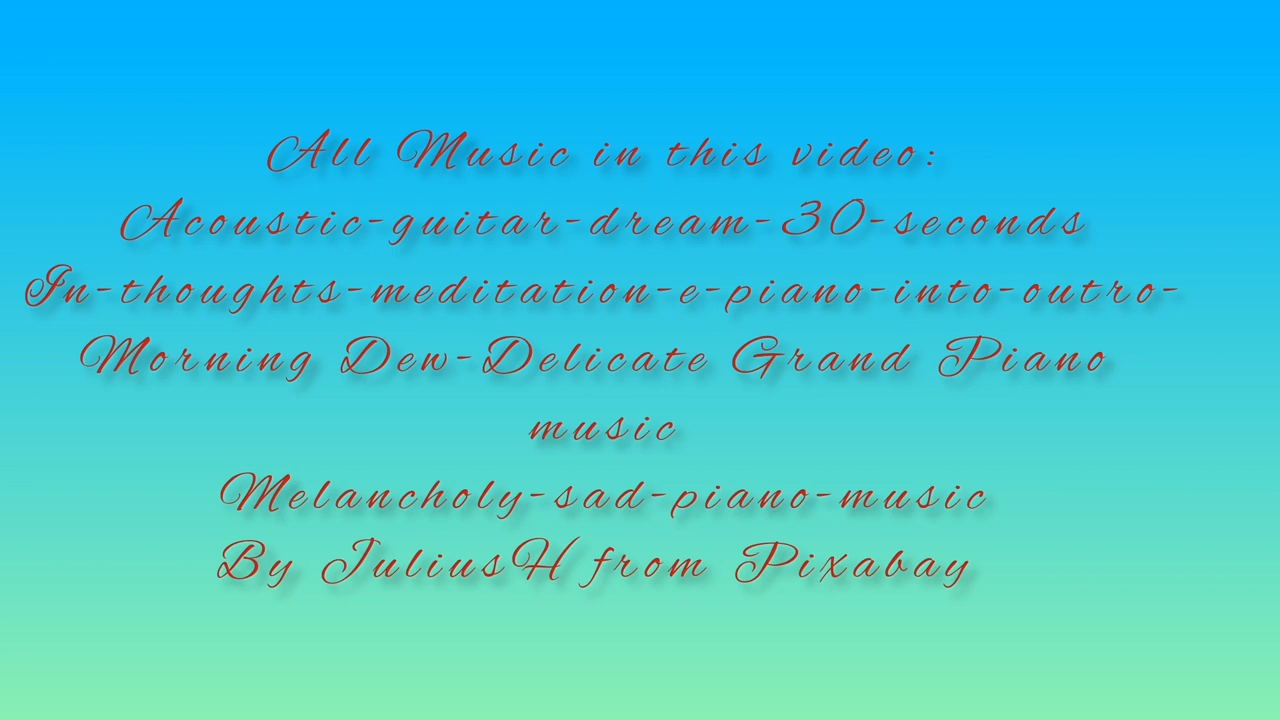 All Music in this video:
Acoustic-guitar-dream-30-seconds
In-thoughts-meditation-e-piano-into-outro-
Morning Dew-Delicate Grand Piano
music
Melancholy-sad-piano-music
By JuliusH from Pixabay